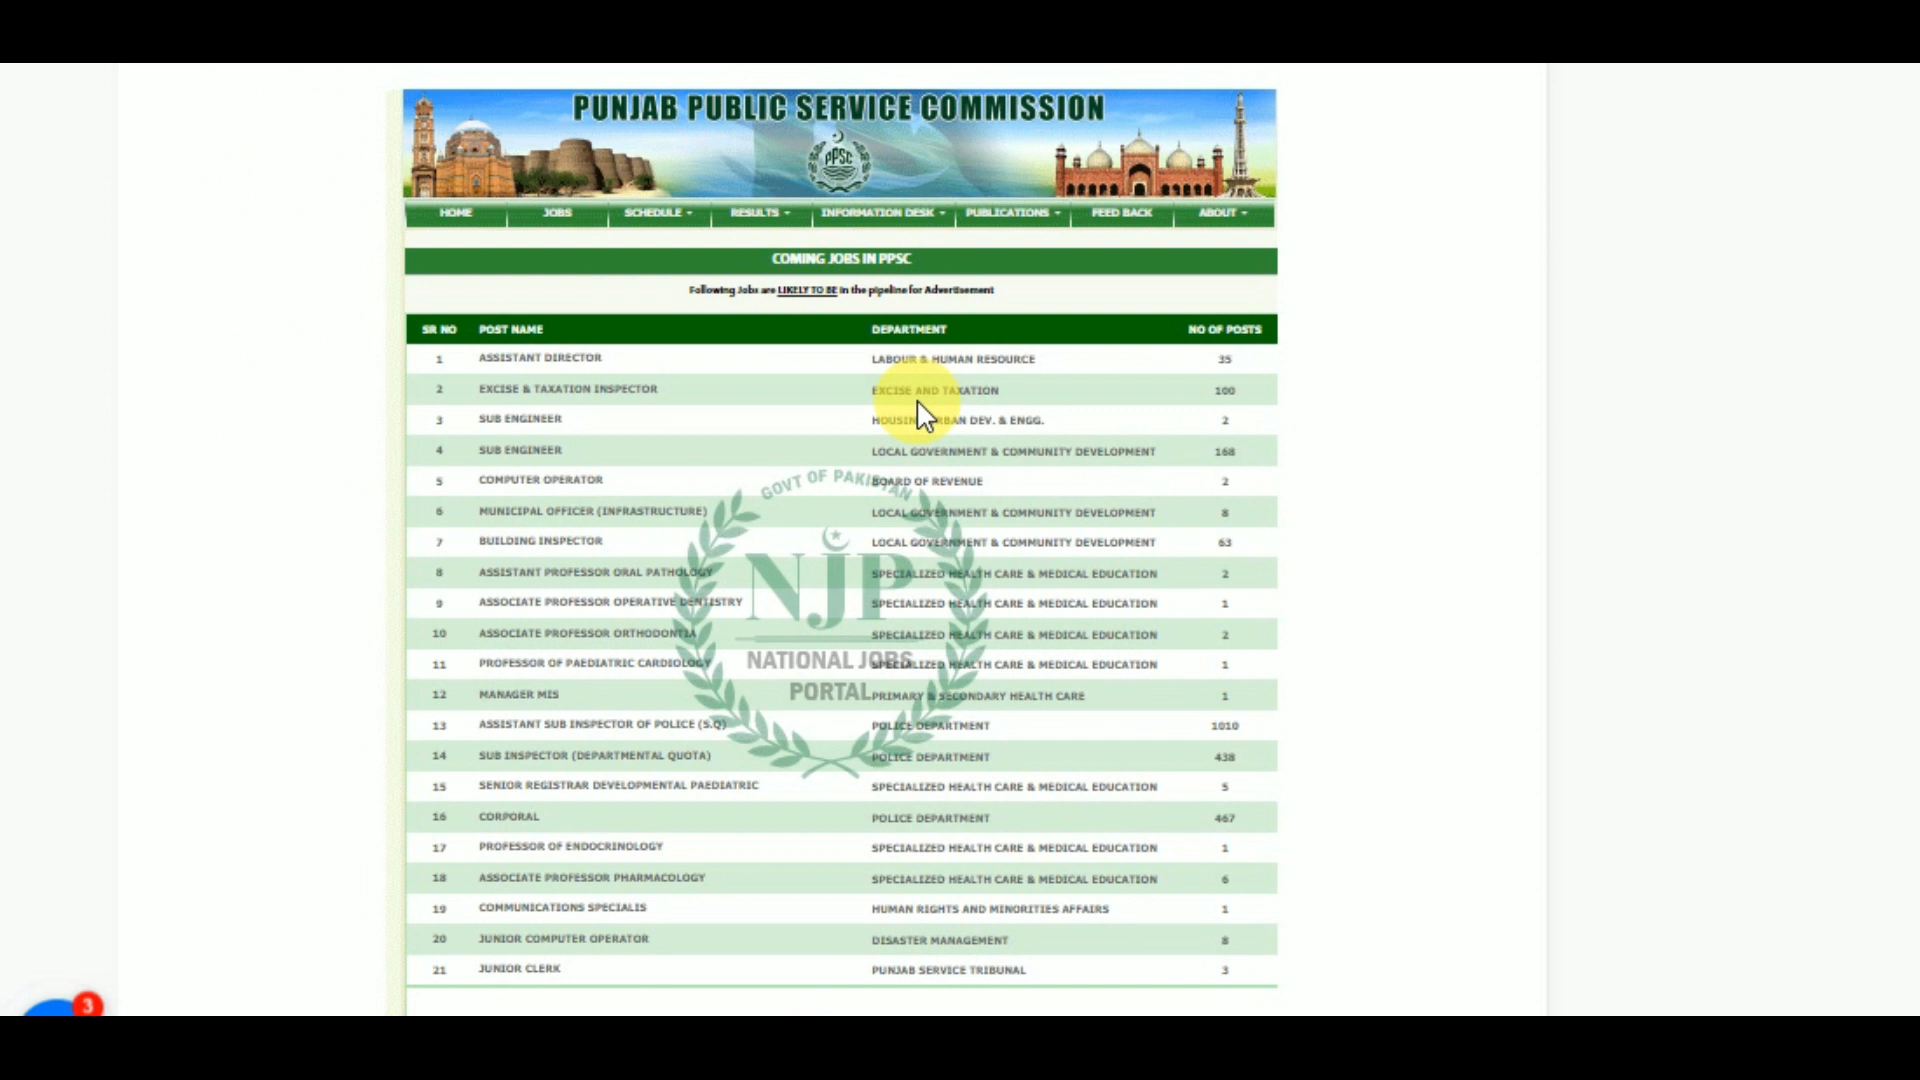 PUNJAB PUBLIC SERVICE COMMISSION
PPSC
HOME JOBS SCHEDULE RESULTS INFORMATION DESK PUBLICATIONS FEED BACK ABOUT
COMING JOBS IN PPSC
Following Jobs are LIKELY TO BE in the pipeline for Advertisement
SR NO POST NAME DEPARTMENT NO OF POSTS
1 ASSISTANT DIRECTOR LABOUR & HUMAN RESOURCE 35
2 EXCISE & TAXATION INSPECTOR EXCISE AND TAXATION 100
3 SUB ENGINEER HOUSING URBAN DEV. & ENGG. 2
4 SUB ENGINEER LOCAL GOVERNMENT & COMMUNITY DEVELOPMENT 168
5 COMPUTER OPERATOR BOARD OF REVENUE 2
6 MUNICIPAL OFFICER (INFRASTRUCTURE) LOCAL GOVERNMENT & COMMUNITY DEVELOPMENT 8
7 BUILDING INSPECTOR LOCAL GOVERNMENT & COMMUNITY DEVELOPMENT 63
8 ASSISTANT PROFESSOR ORAL PATHOLOGY SPECIALIZED HEALTH CARE & MEDICAL EDUCATION 2
9 ASSOCIATE PROFESSOR OPERATIVE DENTISTRY SPECIALIZED HEALTH CARE & MEDICAL EDUCATION 1
10 ASSOCIATE PROFESSOR ORTHODONTIA SPECIALIZED HEALTH CARE & MEDICAL EDUCATION 2
11 PROFESSOR OF PAEDIATRIC CARDIOLOGY SPECIALIZED HEALTH CARE & MEDICAL EDUCATION 1
12 MANAGER MIS PRIMARY & SECONDARY HEALTH CARE 1
13 ASSISTANT SUB INSPECTOR OF POLICE (S.Q) POLICE DEPARTMENT 1010
14 SUB INSPECTOR (DEPARTMENTAL QUOTA) POLICE DEPARTMENT 438
15 SENIOR REGISTRAR DEVELOPMENTAL PAEDIATRIC SPECIALIZED HEALTH CARE & MEDICAL EDUCATION 5
16 CORPORAL POLICE DEPARTMENT 467
17 PROFESSOR OF ENDOCRINOLOGY SPECIALIZED HEALTH CARE & MEDICAL EDUCATION 1
18 ASSOCIATE PROFESSOR PHARMACOLOGY SPECIALIZED HEALTH CARE & MEDICAL EDUCATION 6
19 COMMUNICATIONS SPECIALIS HUMAN RIGHTS AND MINORITIES AFFAIRS 1
20 JUNIOR COMPUTER OPERATOR DISASTER MANAGEMENT 8
21 JUNIOR CLERK PUNJAB SERVICE TRIBUNAL 3
GOVT OF PAKISTAN
NJP
NATIONAL JOBS
PORTAL
3